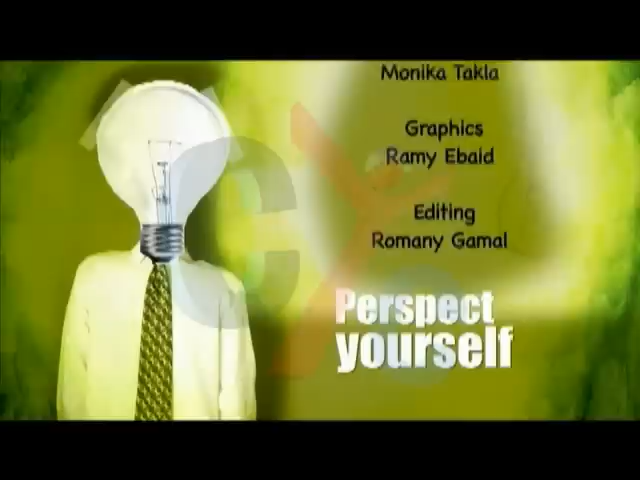 Monika Takla
Graphics
Ramy Ebaid
Editing
Romany Gamal
Perspect
yourself